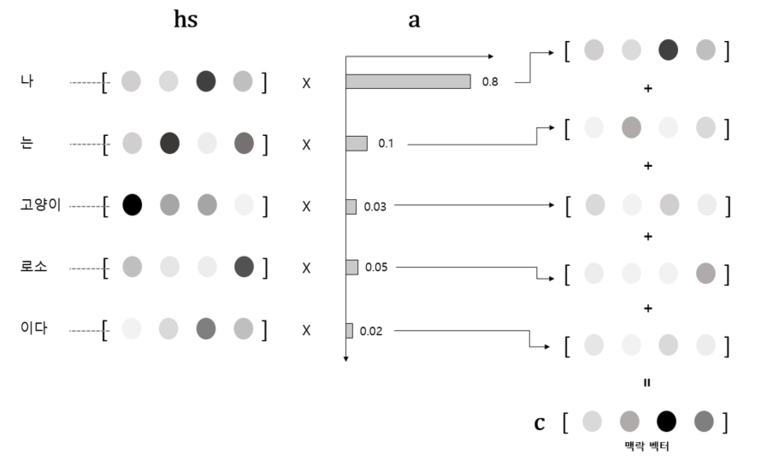 hs a
나 [ ] X 0.8 [ ]
+
는 [ ] X 0.1 [ ]
+
고양이 [ ] X 0.03 [ ]
+
로소 [ ] X 0.05 [ ]
+
이다 [ ] X 0.02 [ ]
=
c [ ]
맥락 벡터